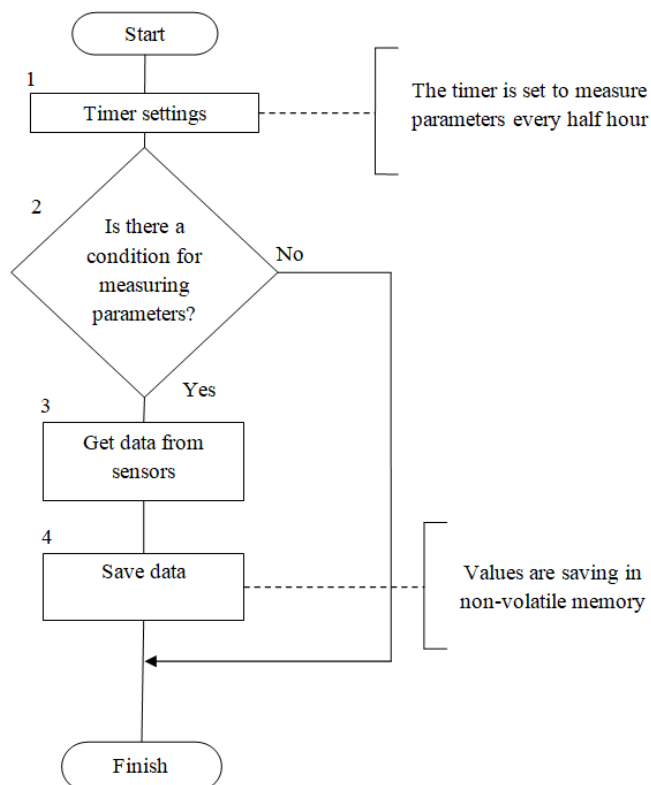 Start
1
Timer settings
The timer is set to measure
parameters every half hour
2
Is there a
condition for
measuring
parameters?
No
Yes
3
Get data from
sensors
4
Save data
Values are saving in
non-volatile memory
Finish